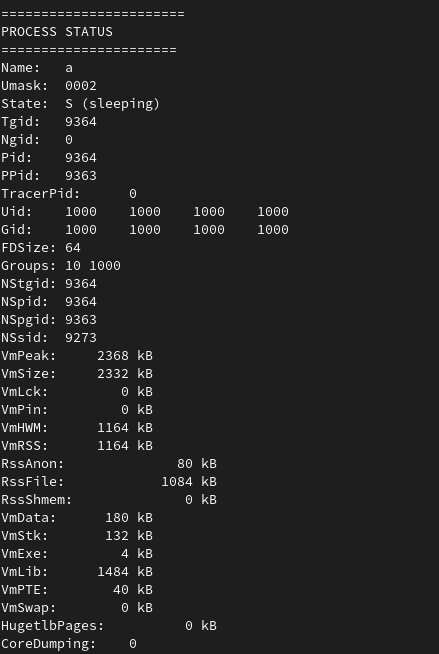 =======================
PROCESS STATUS
======================
Name:	a
Umask:	0002
State:	S (sleeping)
Tgid:	9364
Ngid:	0
Pid:	9364
PPid:	9363
TracerPid:	0
Uid:	1000	1000	1000	1000
Gid:	1000	1000	1000	1000
FDSize:	64
Groups:	10 1000
NStgid:	9364
NSpid:	9364
NSpgid:	9363
NSsid:	9273
VmPeak:	    2368 kB
VmSize:	    2332 kB
VmLck:	       0 kB
VmPin:	       0 kB
VmHWM:	    1164 kB
VmRSS:	    1164 kB
RssAnon:	      80 kB
RssFile:	    1084 kB
RssShmem:	       0 kB
VmData:	     180 kB
VmStk:	     132 kB
VmExe:	       4 kB
VmLib:	    1484 kB
VmPTE:	      40 kB
VmSwap:	       0 kB
HugetlbPages:	       0 kB
CoreDumping:	0